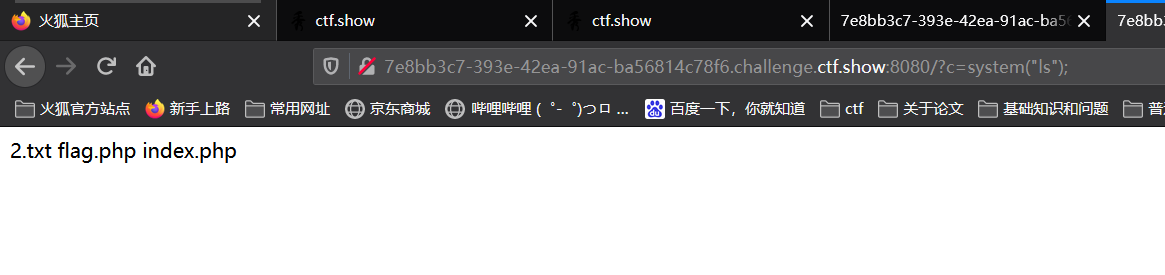 火狐主页 ctf.show ctf.show 7e8bb3c7-393e-42ea-91ac-ba56 7e8bb3
7e8bb3c7-393e-42ea-91ac-ba56814c78f6.challenge.ctf.show:8080/?c=system("ls");
火狐官方站点 新手上路 常用网址 京东商城 哔哩哔哩 ( ゜- ゜)つロ ... 百度一下，你就知道 ctf 关于论文 基础知识和问题 普
2.txt flag.php index.php